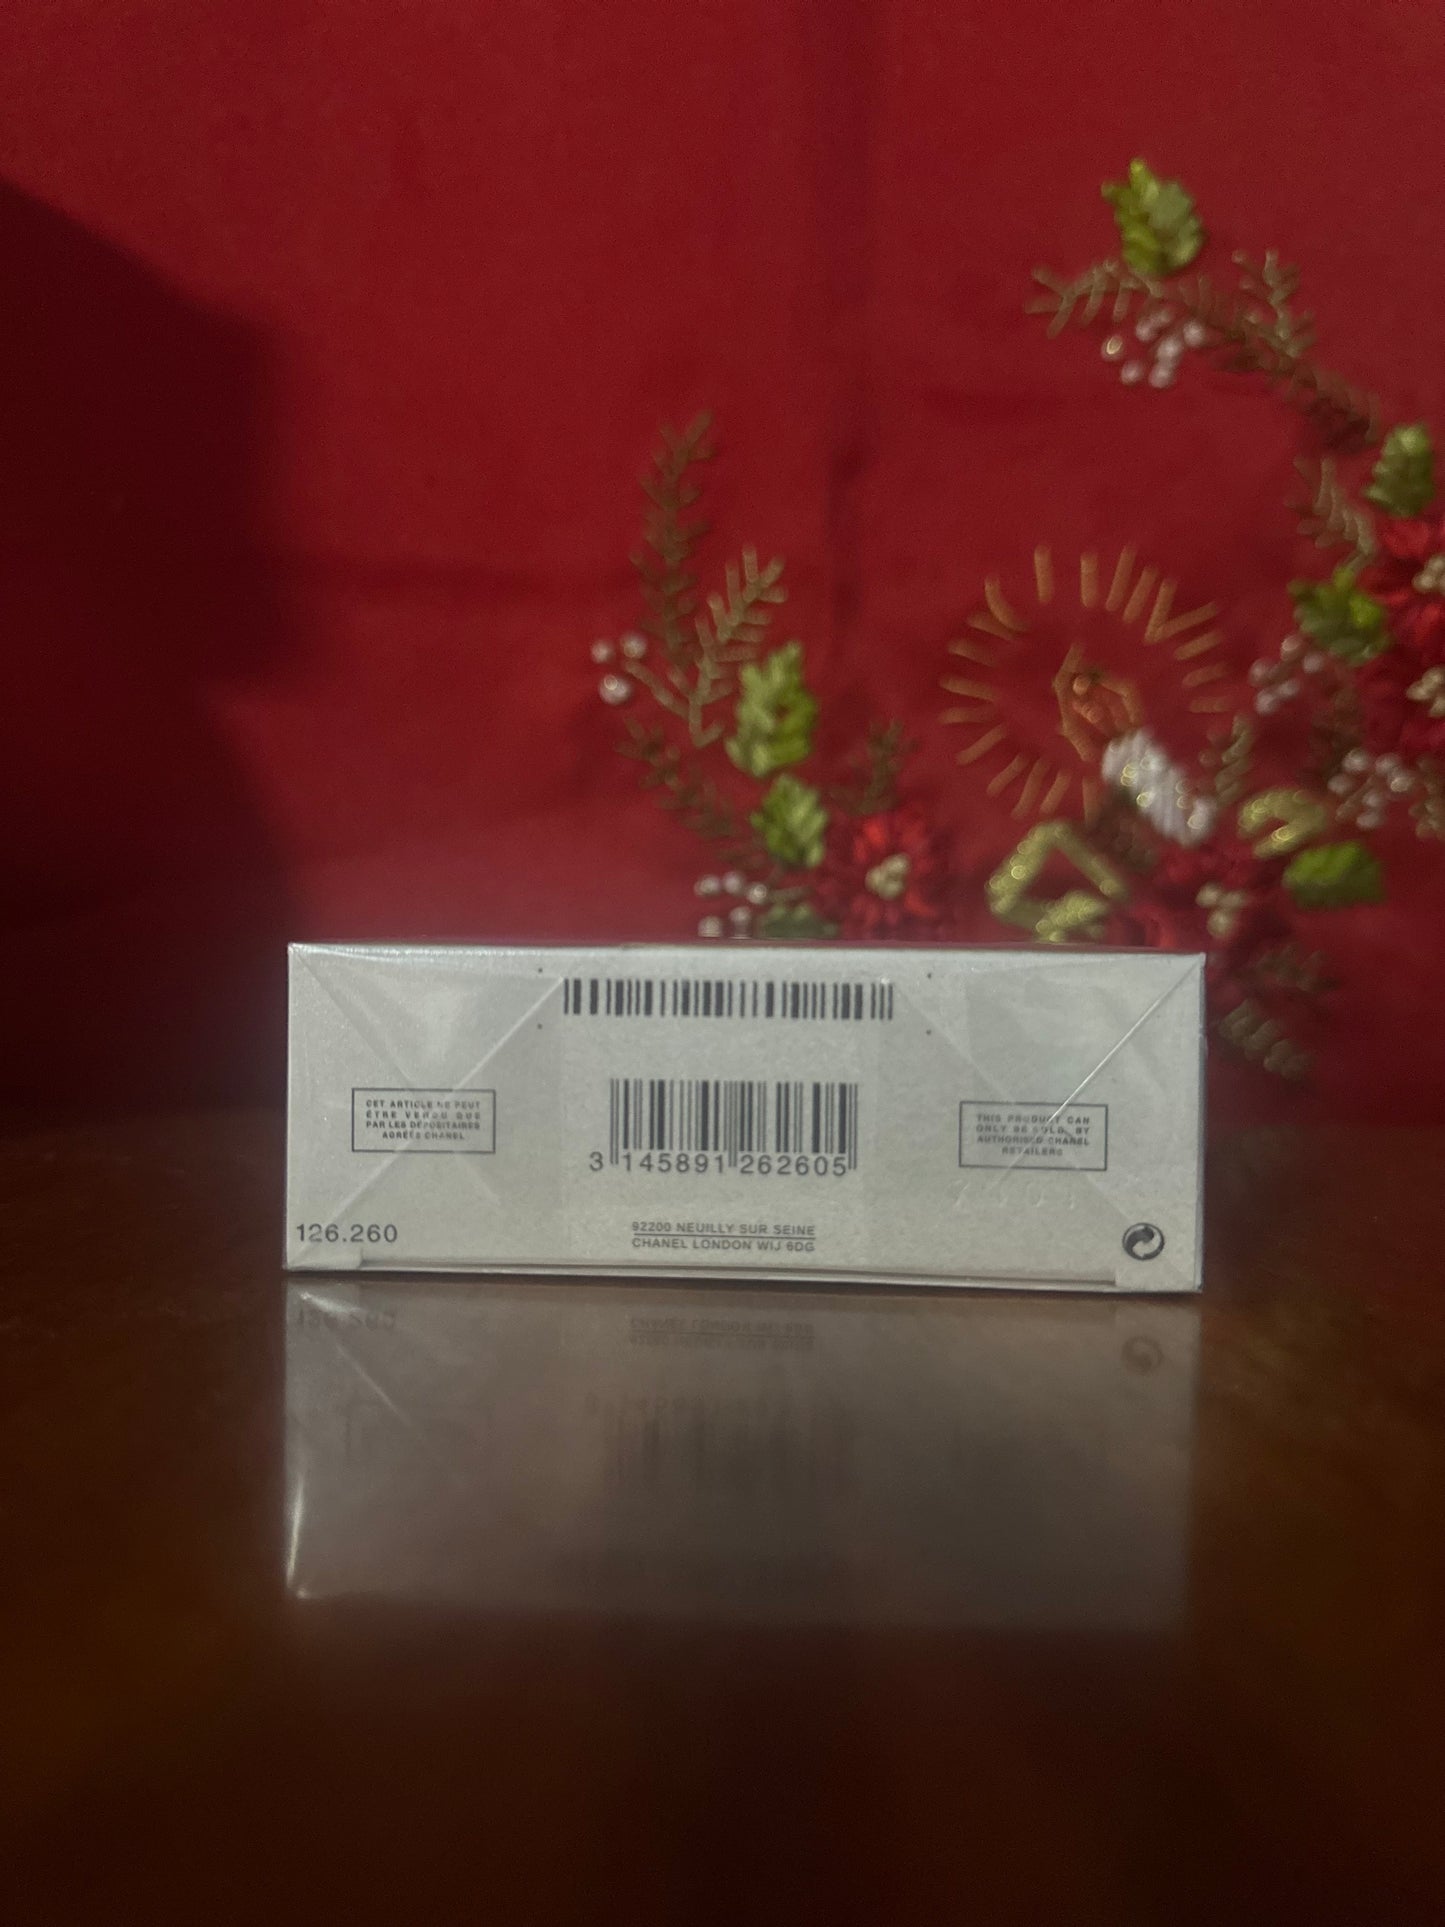 CET ARTICLE NE PEUT
ÊTRE VENDU QUE
PAR LES DÉPOSITAIRES
AGRÉÉS CHANEL
3 145891 262605
THIS PRODUCT CAN
ONLY BE SOLD BY
AUTHORISED CHANEL
RETAILERS
126.260
92200 NEUILLY SUR SEINE
CHANEL LONDON W1J 6DG